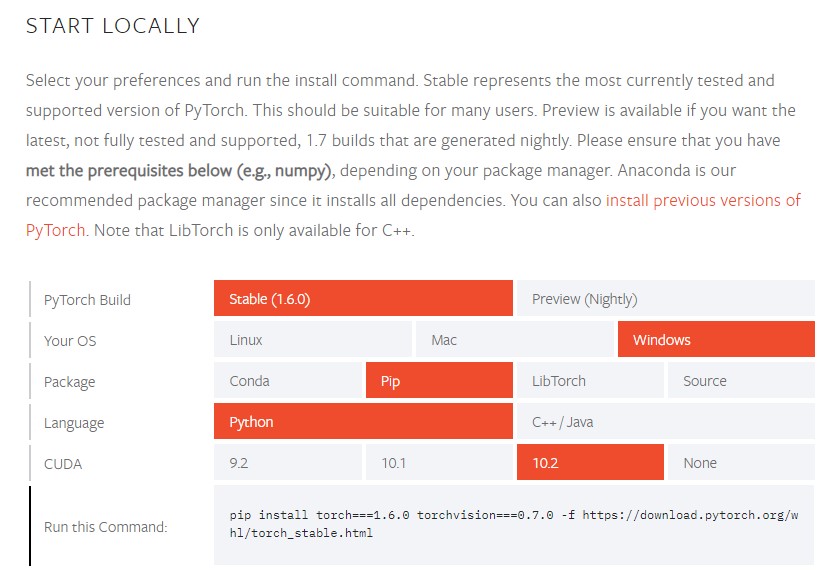 START LOCALLY
Select your preferences and run the install command. Stable represents the most currently tested and
supported version of PyTorch. This should be suitable for many users. Preview is available if you want the
latest, not fully tested and supported, 1.7 builds that are generated nightly. Please ensure that you have
met the prerequisites below (e.g., numpy), depending on your package manager. Anaconda is our
recommended package manager since it installs all dependencies. You can also install previous versions of
PyTorch. Note that LibTorch is only available for C++.
PyTorch Build Stable (1.6.0) Preview (Nightly)
Your OS Linux Mac Windows
Package Conda Pip LibTorch Source
Language Python C++ / Java
CUDA 9.2 10.1 10.2 None
Run this Command: pip install torch===1.6.0 torchvision===0.7.0 -f https://download.pytorch.org/w
hl/torch_stable.html